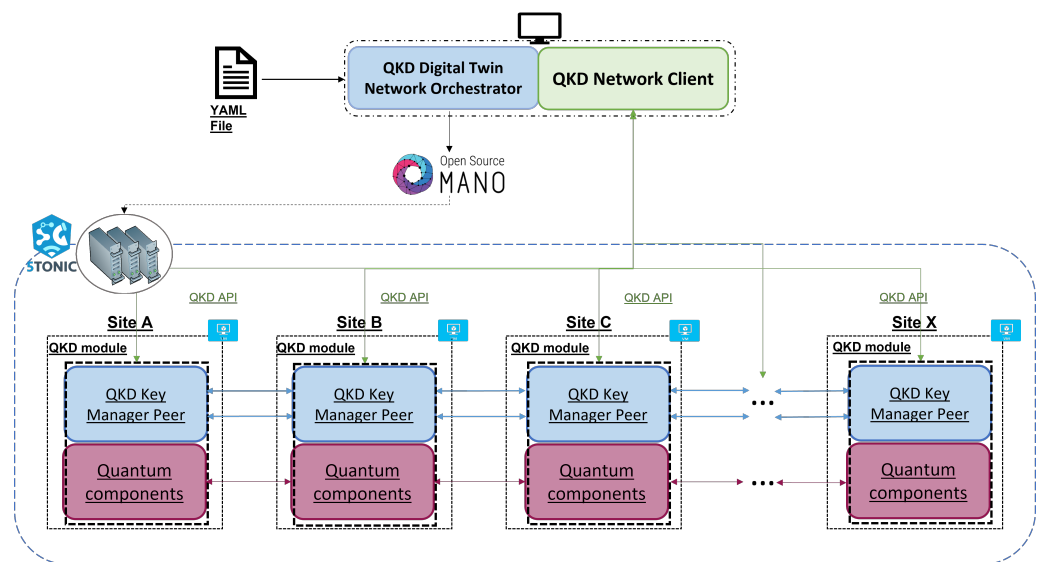 QKD Digital Twin
Network Orchestrator
QKD Network Client
YAML
File
Open Source
MANO
5TONIC
QKD API
QKD API
QKD API
QKD API
Site A
Site B
Site C
Site X
QKD module
QKD module
QKD module
QKD module
QKD Key
Manager Peer
QKD Key
Manager Peer
QKD Key
Manager Peer
...
QKD Key
Manager Peer
Quantum
components
Quantum
components
Quantum
components
...
Quantum
components